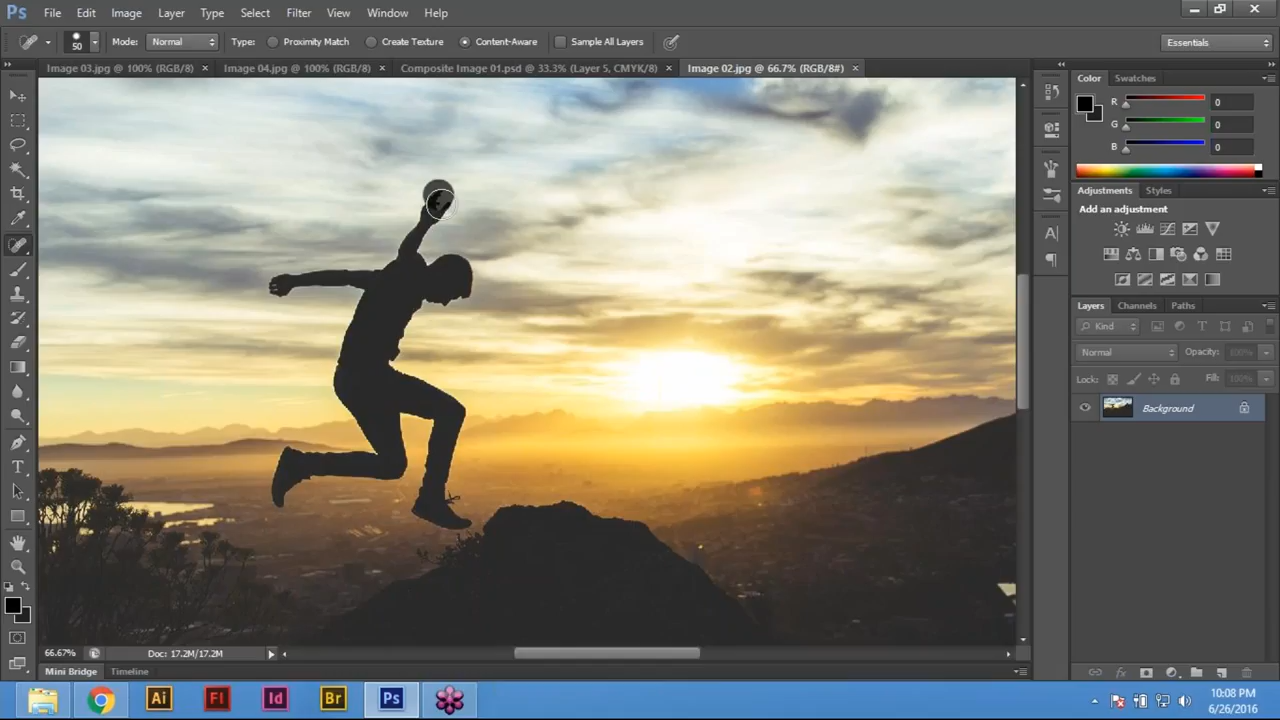 Ps File Edit Image Layer Type Select Filter View Window Help
50 Mode: Normal Type: Proximity Match Create Texture Content-Aware Sample All Layers Essentials
Image 03.jpg @ 100% (RGB/8) × Image 04.jpg @ 100% (RGB/8) × Composite Image 01.psd @ 33.3% (Layer 5, CMYK/8) × Image 02.jpg @ 66.7% (RGB/8#) ×
Color Swatches
R 0
G 0
B 0
Adjustments Styles
Add an adjustment
Layers Channels Paths
Kind
Normal Opacity: 100%
Lock: Fill: 100%
Background
66.67% Doc: 17.2M/17.2M
Mini Bridge Timeline
Ai Fl Id Br Ps
10:08 PM
6/26/2016